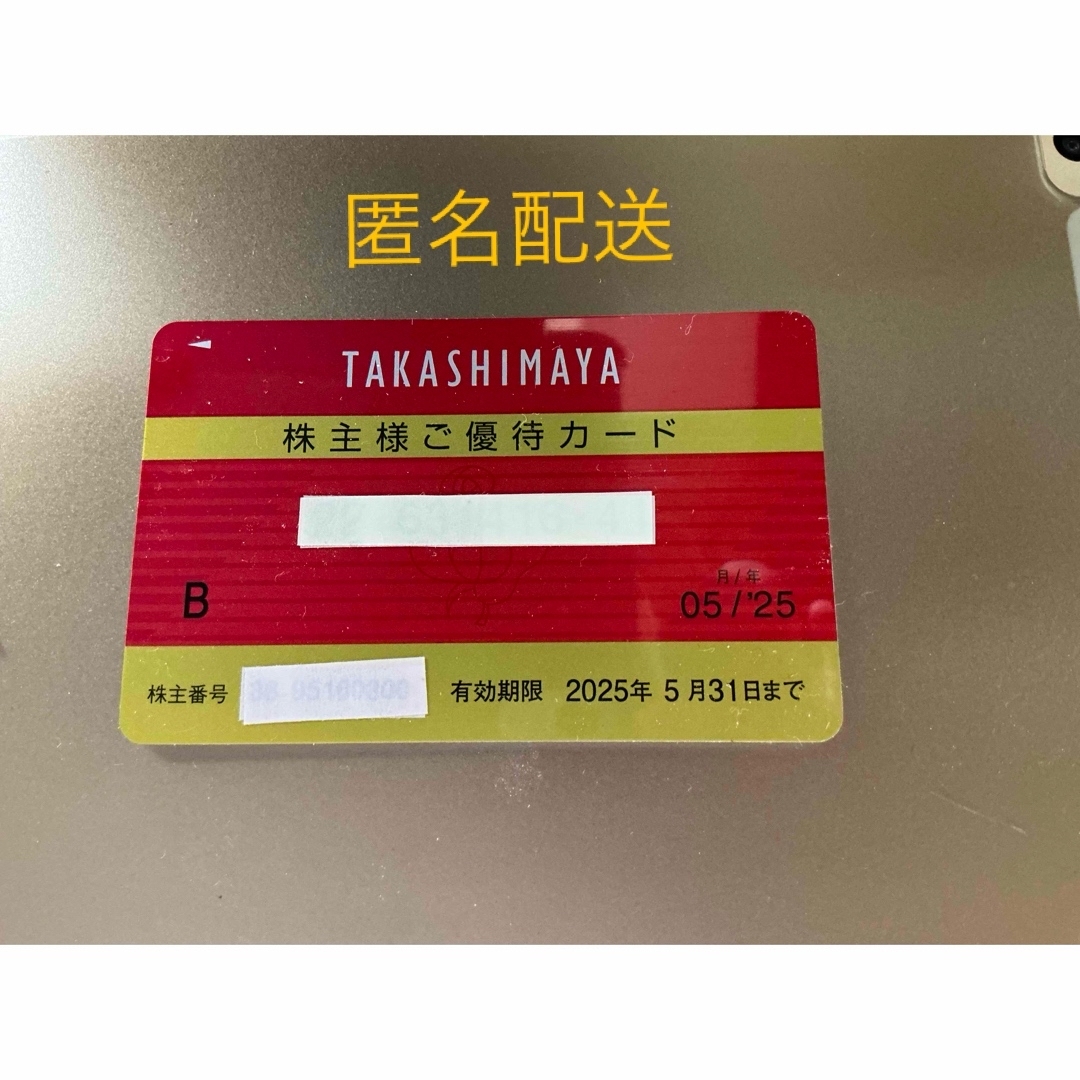 匿名配送
TAKASHIMAYA
株主様ご優待カード
B
月/年
05/'25
株主番号
有効期限 2025年 5月31日まで